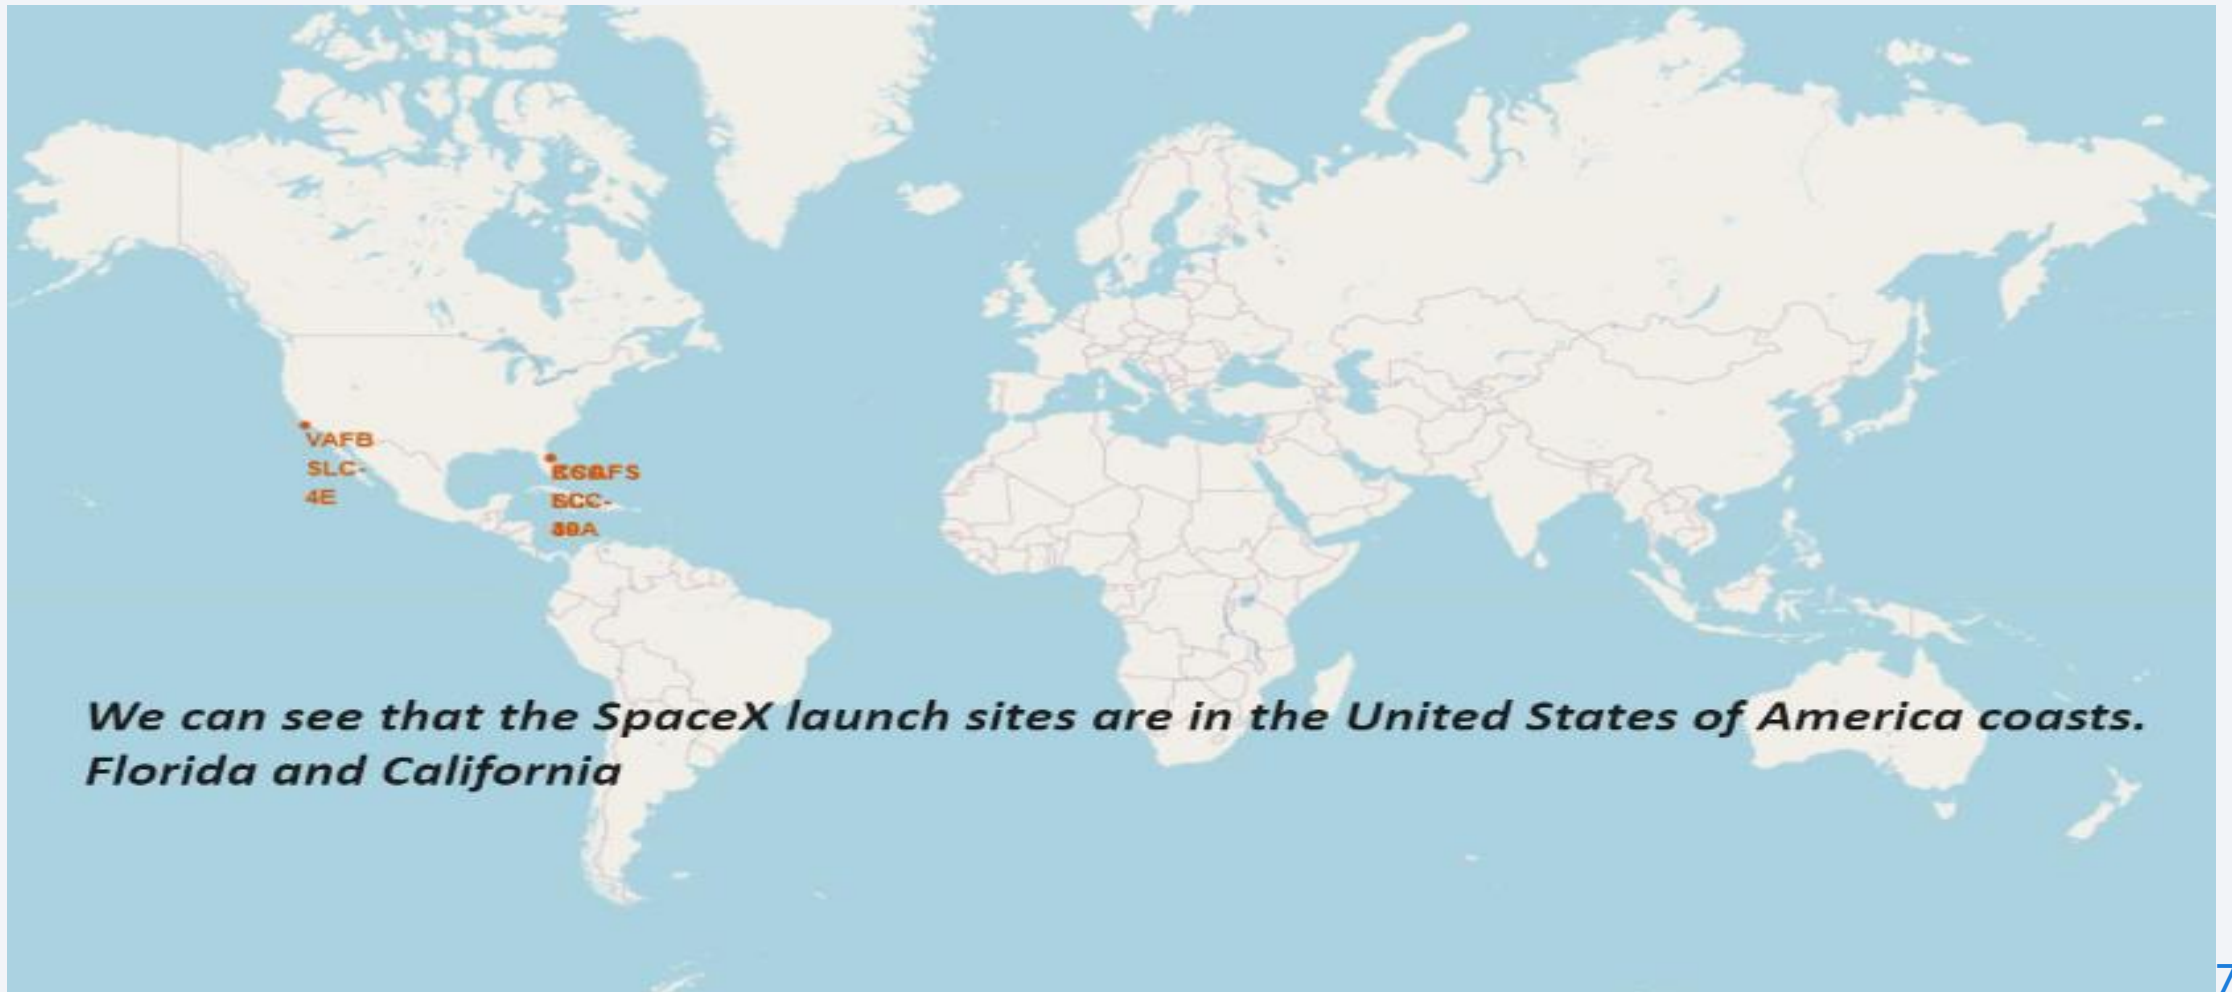 VAFB
SLC-
4E
We can see that the SpaceX launch sites are in the United States of America coasts.
Florida and California
7